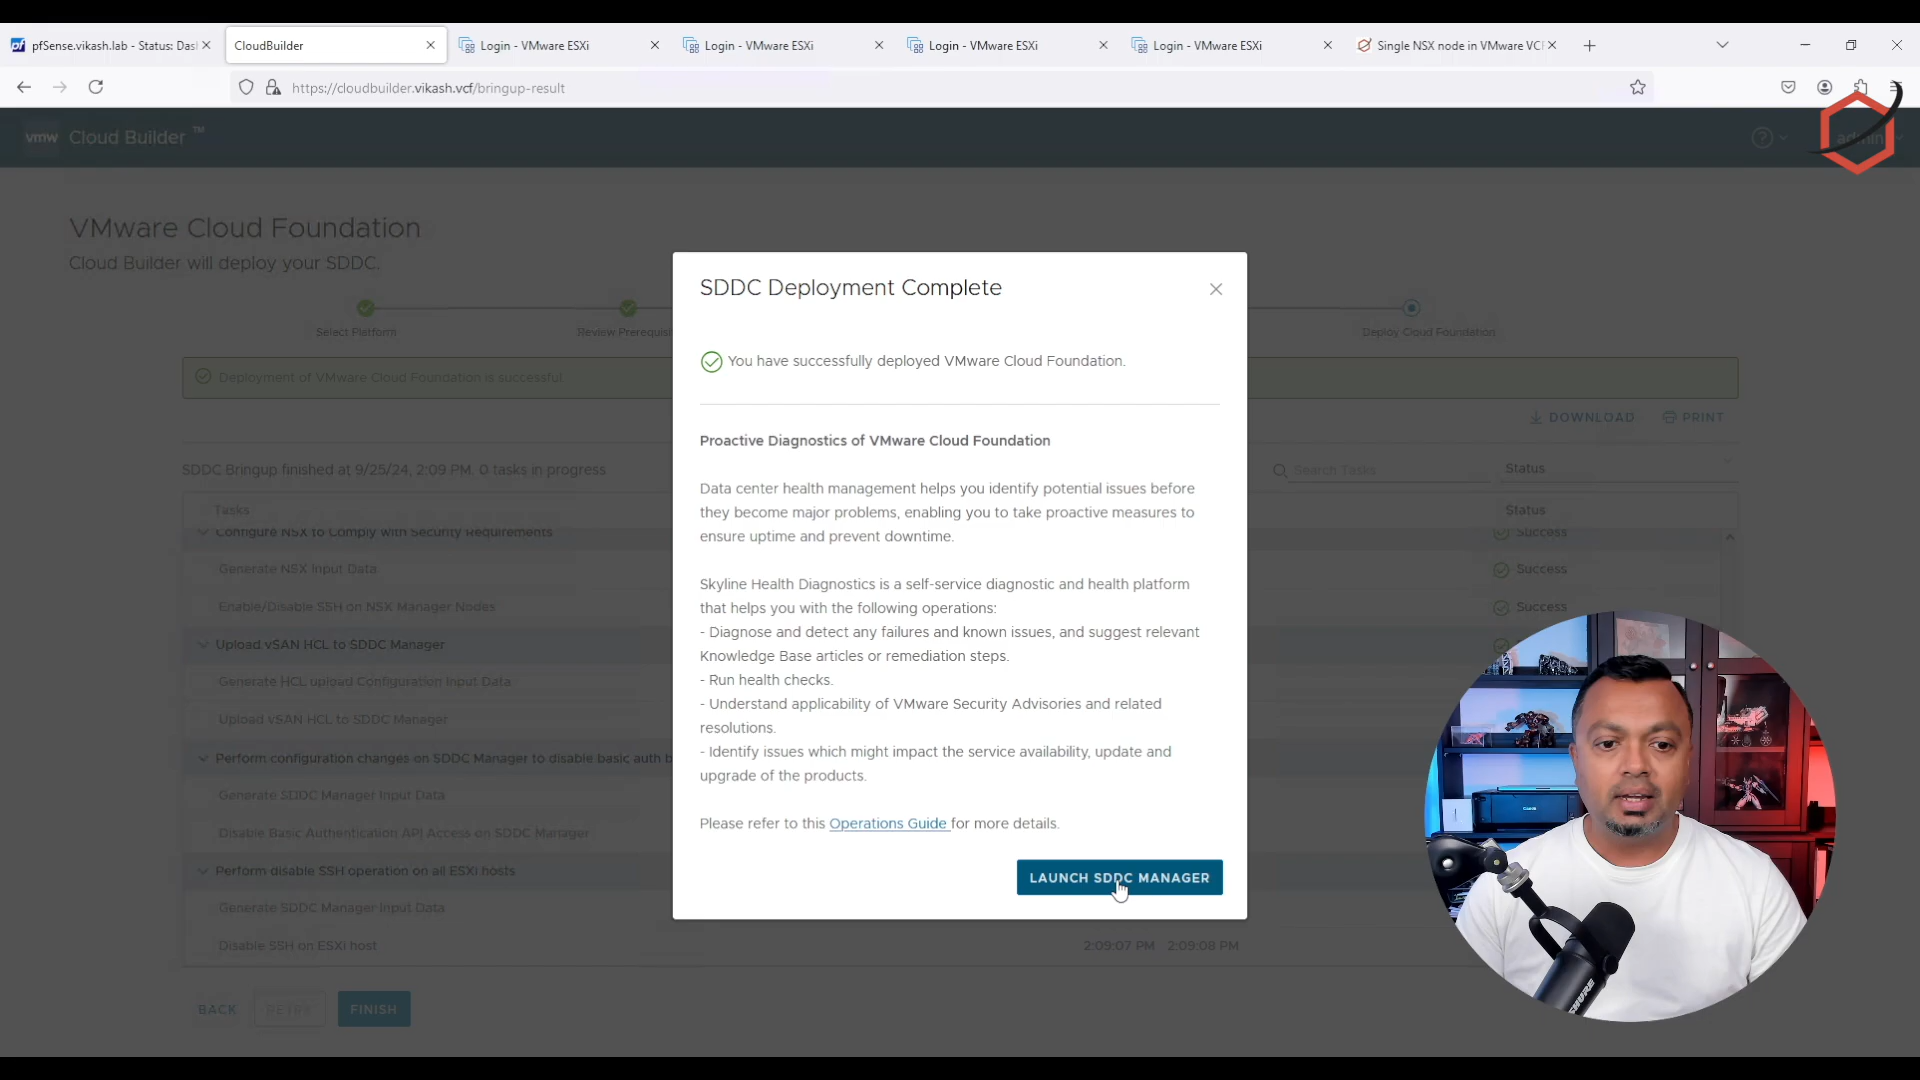 pfSense.vikash.lab - Status: Das
CloudBuilder
Login - VMware ESXi
Login - VMware ESXi
Login - VMware ESXi
Login - VMware ESXi
Single NSX node in VMware VCF
https://cloudbuilder.vikash.vcf/bringup-result
vmw Cloud Builder ™
admin
VMware Cloud Foundation
Cloud Builder will deploy your SDDC.
Select Platform
Review Prerequisi
Deploy Cloud Foundation
Deployment of VMware Cloud Foundation is successful
DOWNLOAD
PRINT
SDDC Bringup finished at 9/25/24, 2:09 PM. 0 tasks in progress
Search Tasks
Status
Tasks
Status
Configure NSX to Comply with Security Requirements
Success
Generate NSX Input Data
Success
Enable/Disable SSH on NSX Manager Nodes
Success
Upload vSAN HCL to SDDC Manager
Generate HCL upload Configuration Input Data
Upload vSAN HCL to SDDC Manager
Perform configuration changes on SDDC Manager to disable basic auth b
Generate SDDC Manager Input Data
Disable Basic Authentication API Access on SDDC Manager
Perform disable SSH operation on all ESXi hosts
Generate SDDC Manager Input Data
Disable SSH on ESXi host
2:09:07 PM 2:09:08 PM
BACK
RETRY
FINISH
SDDC Deployment Complete
You have successfully deployed VMware Cloud Foundation.
Proactive Diagnostics of VMware Cloud Foundation
Data center health management helps you identify potential issues before
they become major problems, enabling you to take proactive measures to
ensure uptime and prevent downtime.
Skyline Health Diagnostics is a self-service diagnostic and health platform
that helps you with the following operations:
- Diagnose and detect any failures and known issues, and suggest relevant
Knowledge Base articles or remediation steps.
- Run health checks.
- Understand applicability of VMware Security Advisories and related
resolutions.
- Identify issues which might impact the service availability, update and
upgrade of the products.
Please refer to this Operations Guide for more details.
LAUNCH SDDC MANAGER
SHURE